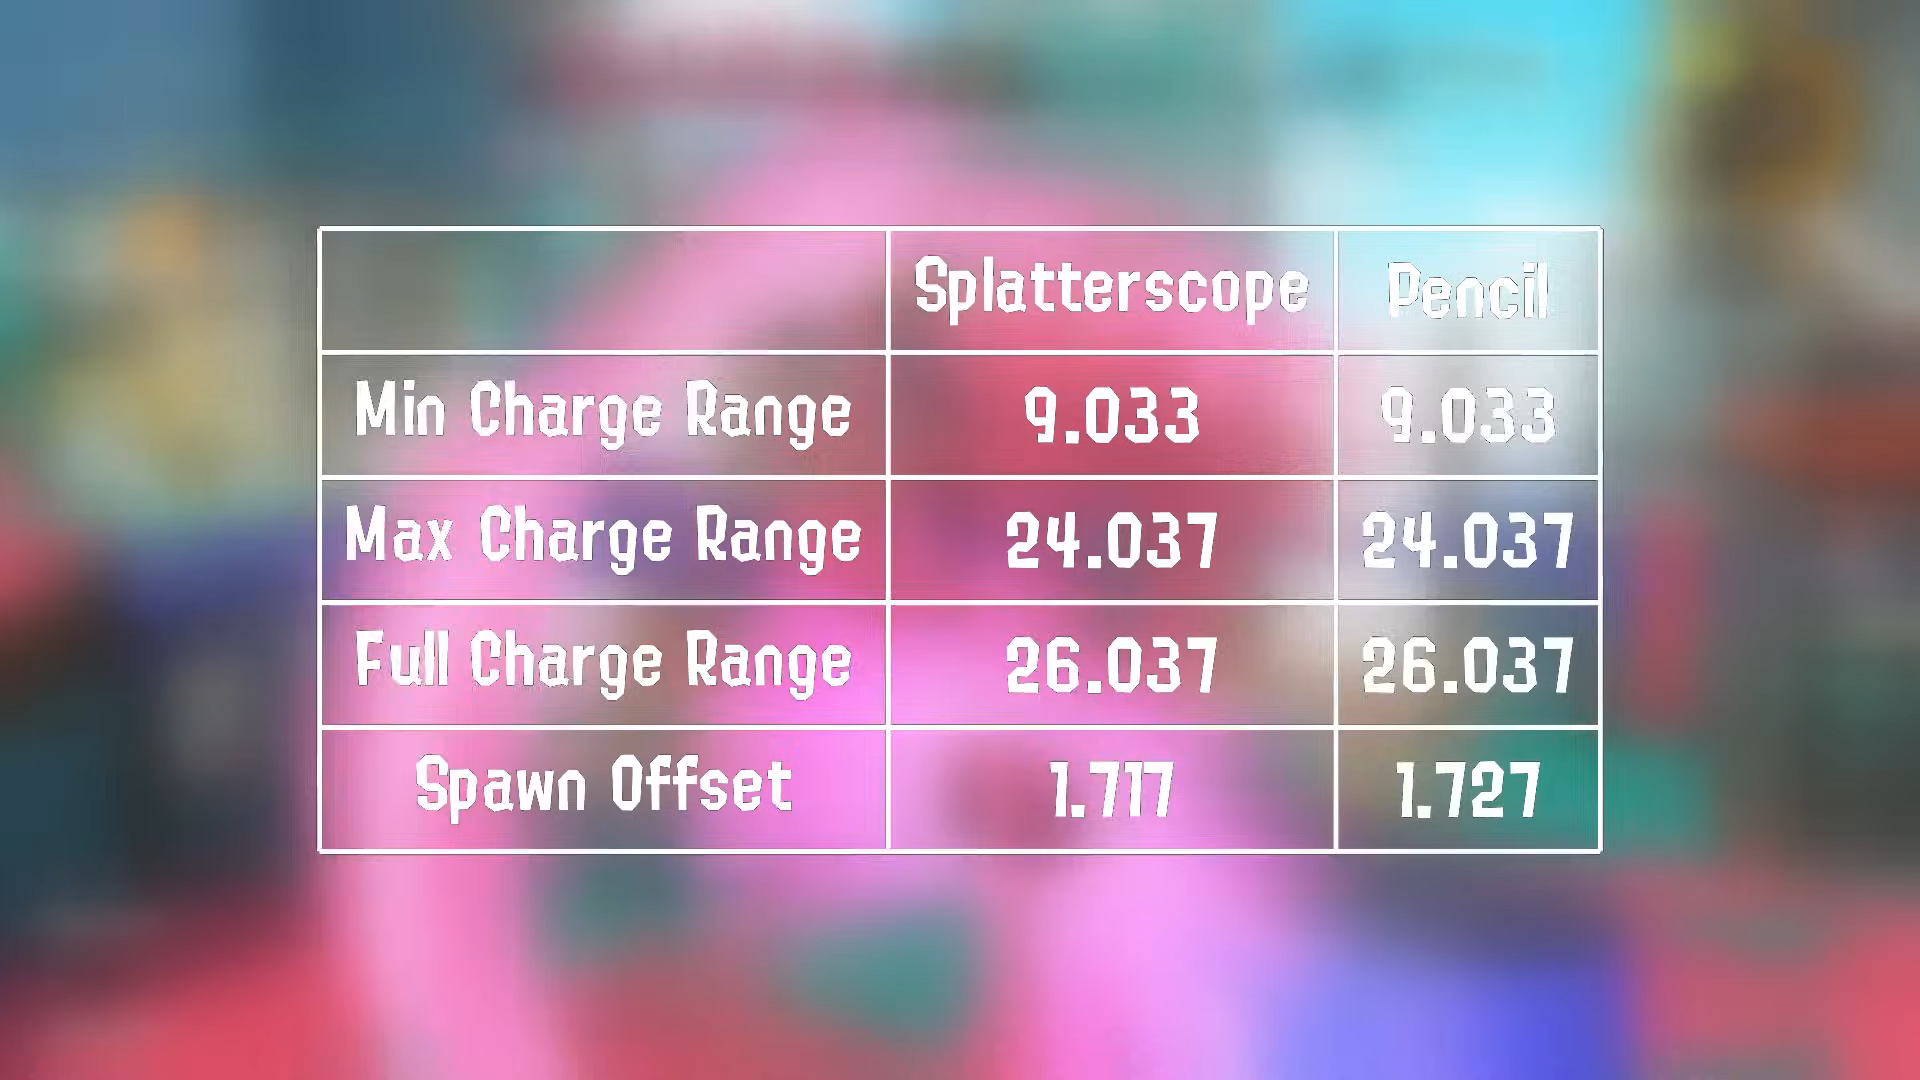 Splatterscope Pencil
Min Charge Range 9.033 9.033
Max Charge Range 24.037 24.037
Full Charge Range 26.037 26.037
Spawn Offset 1.717 1.727